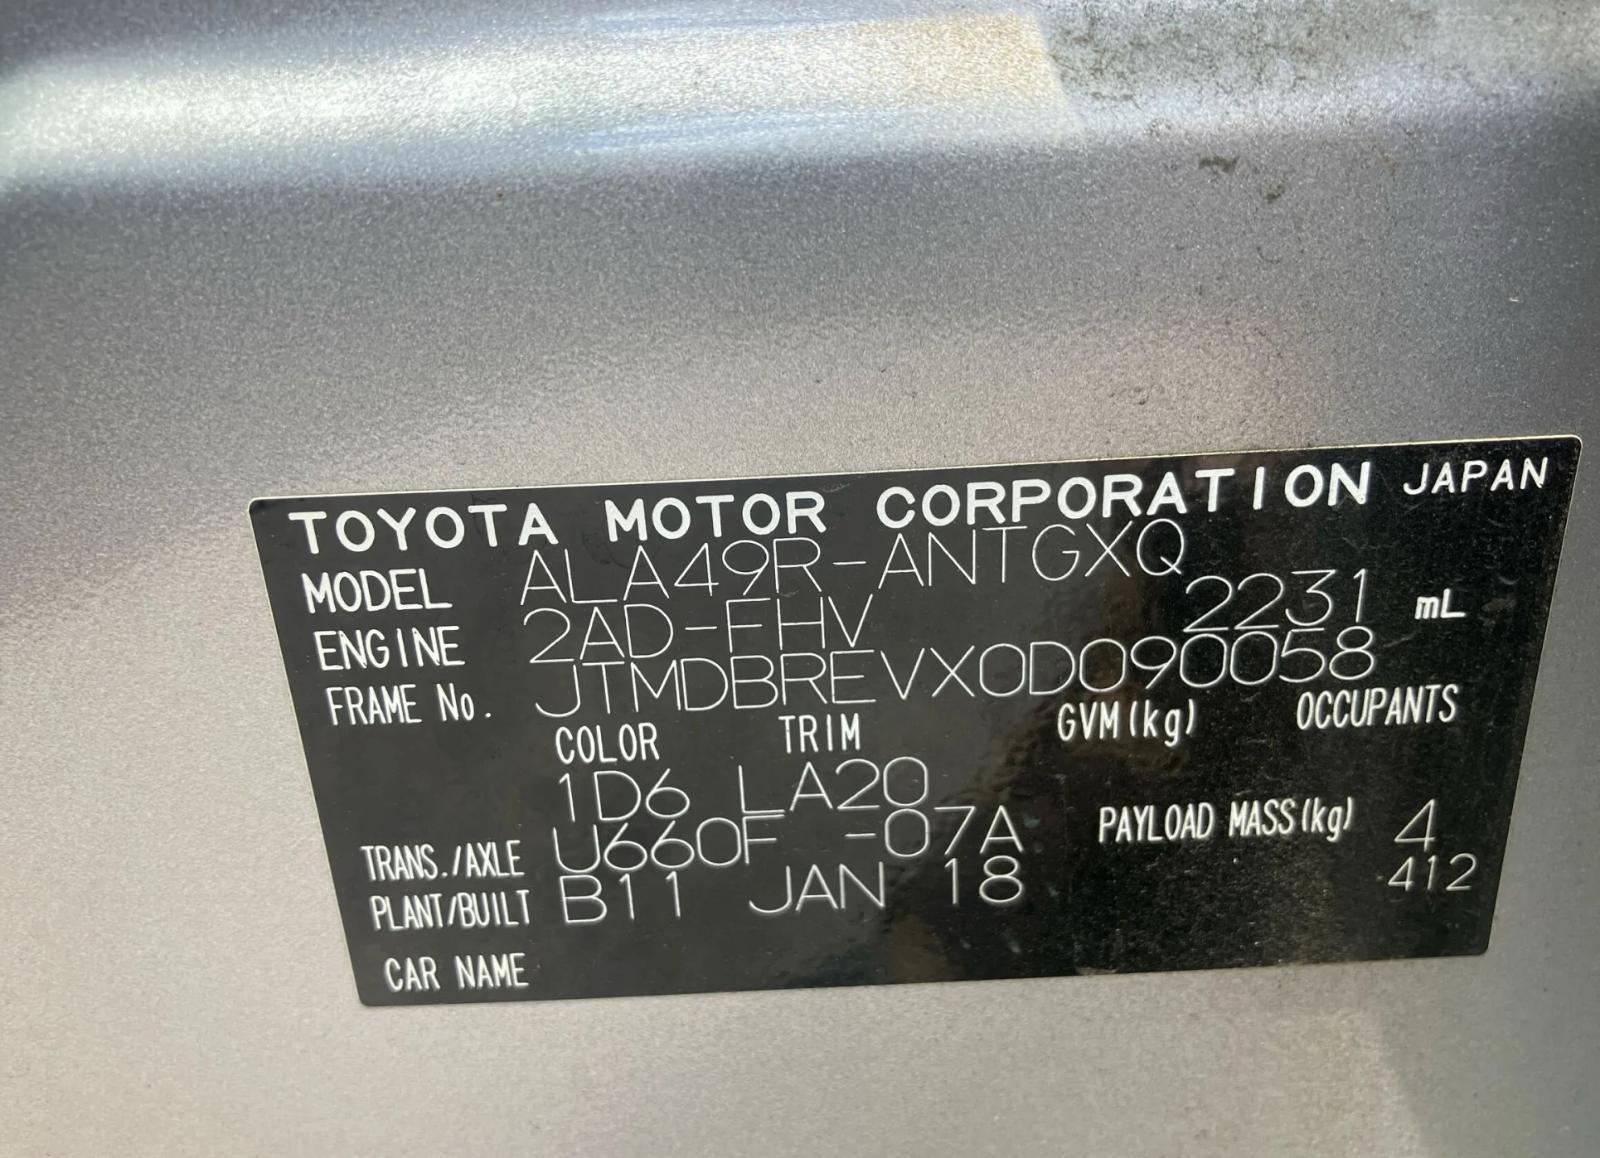 TOYOTA MOTOR CORPORATION JAPAN
MODEL ALA49R-ANTGXQ
ENGINE 2AD-FHV 2231 mL
FRAME No. JTMDBREVX0D090058
COLOR TRIM GVM(kg) OCCUPANTS
1D6 LA20
TRANS./AXLE U660F -07A PAYLOAD MASS(kg) 4
PLANT/BUILT B11 JAN 18 412
CAR NAME